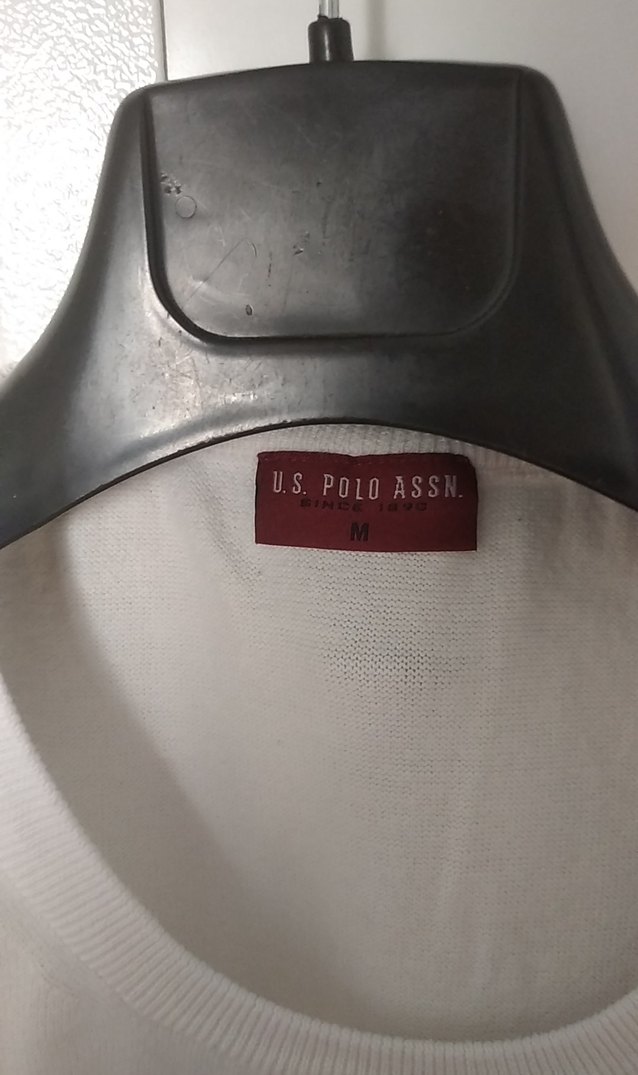 U.S. POLO ASSN.
SINCE 1890
M